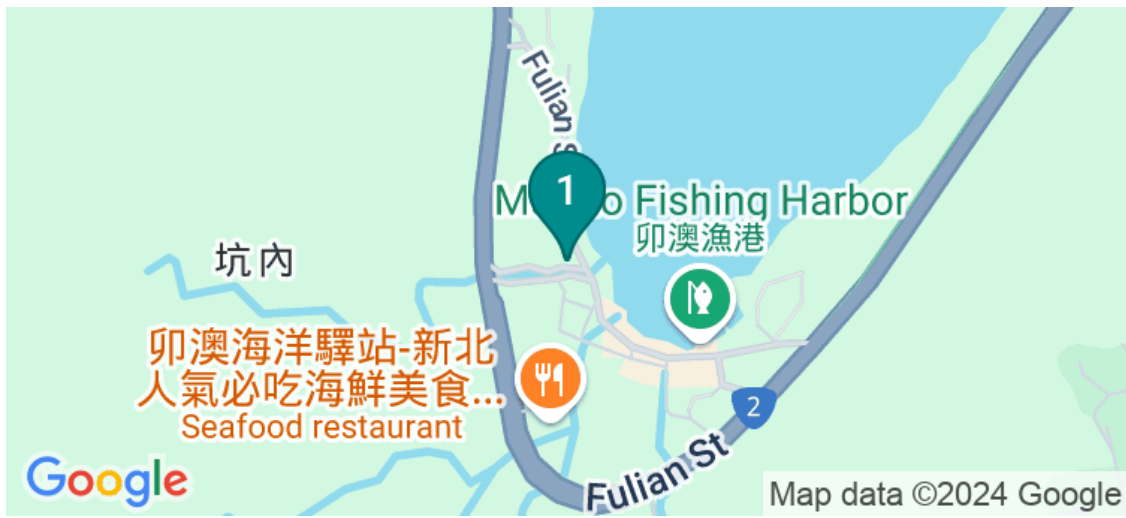 Fulian S
1
M
o Fishing Harbor
卯澳漁港
坑內
卯澳海洋驛站-新北
人氣必吃海鮮美食...
Seafood restaurant
2
Fulian St
Google
Map data ©2024 Google